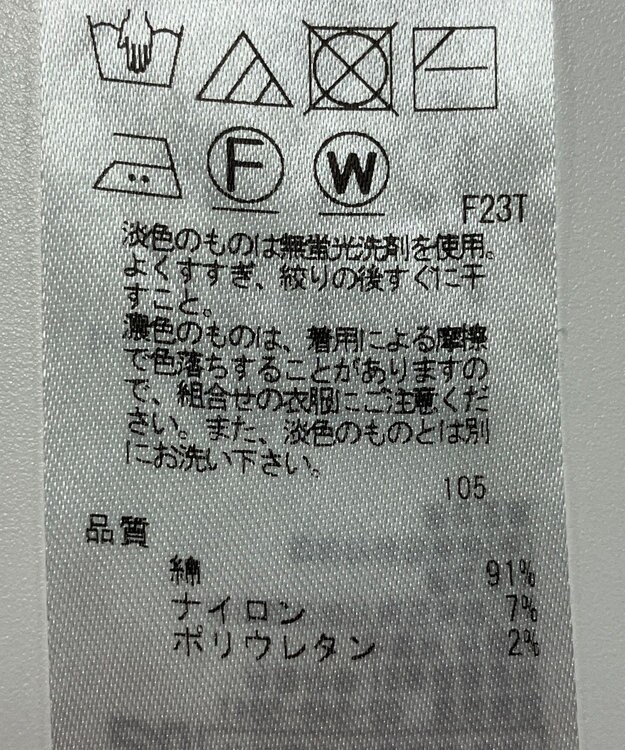 F W
F23T
淡色のものは無蛍光洗剤を使用。
よくすすぎ、絞りの後すぐに干
すこと。
濃色のものは、着用による摩擦
で色落ちすることがありますの
で、組合せの衣服にご注意くだ
さい。また、淡色のものとは別
にお洗い下さい。
105
品質
綿 91%
ナイロン 7%
ポリウレタン 2%